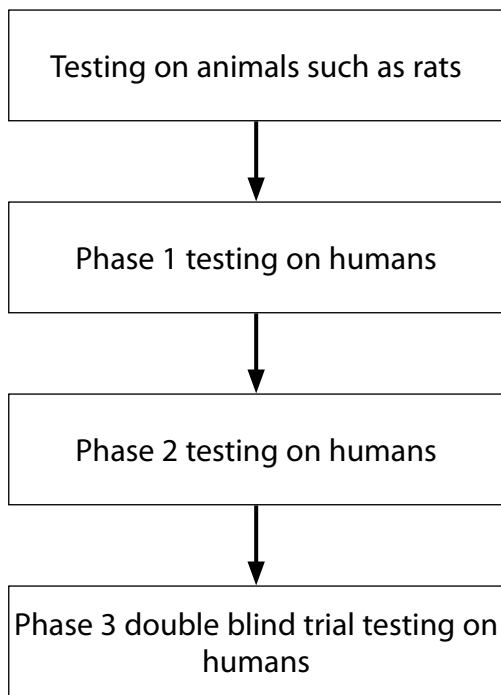 Testing on animals such as rats
Phase 1 testing on humans
Phase 2 testing on humans
Phase 3 double blind trial testing on
humans